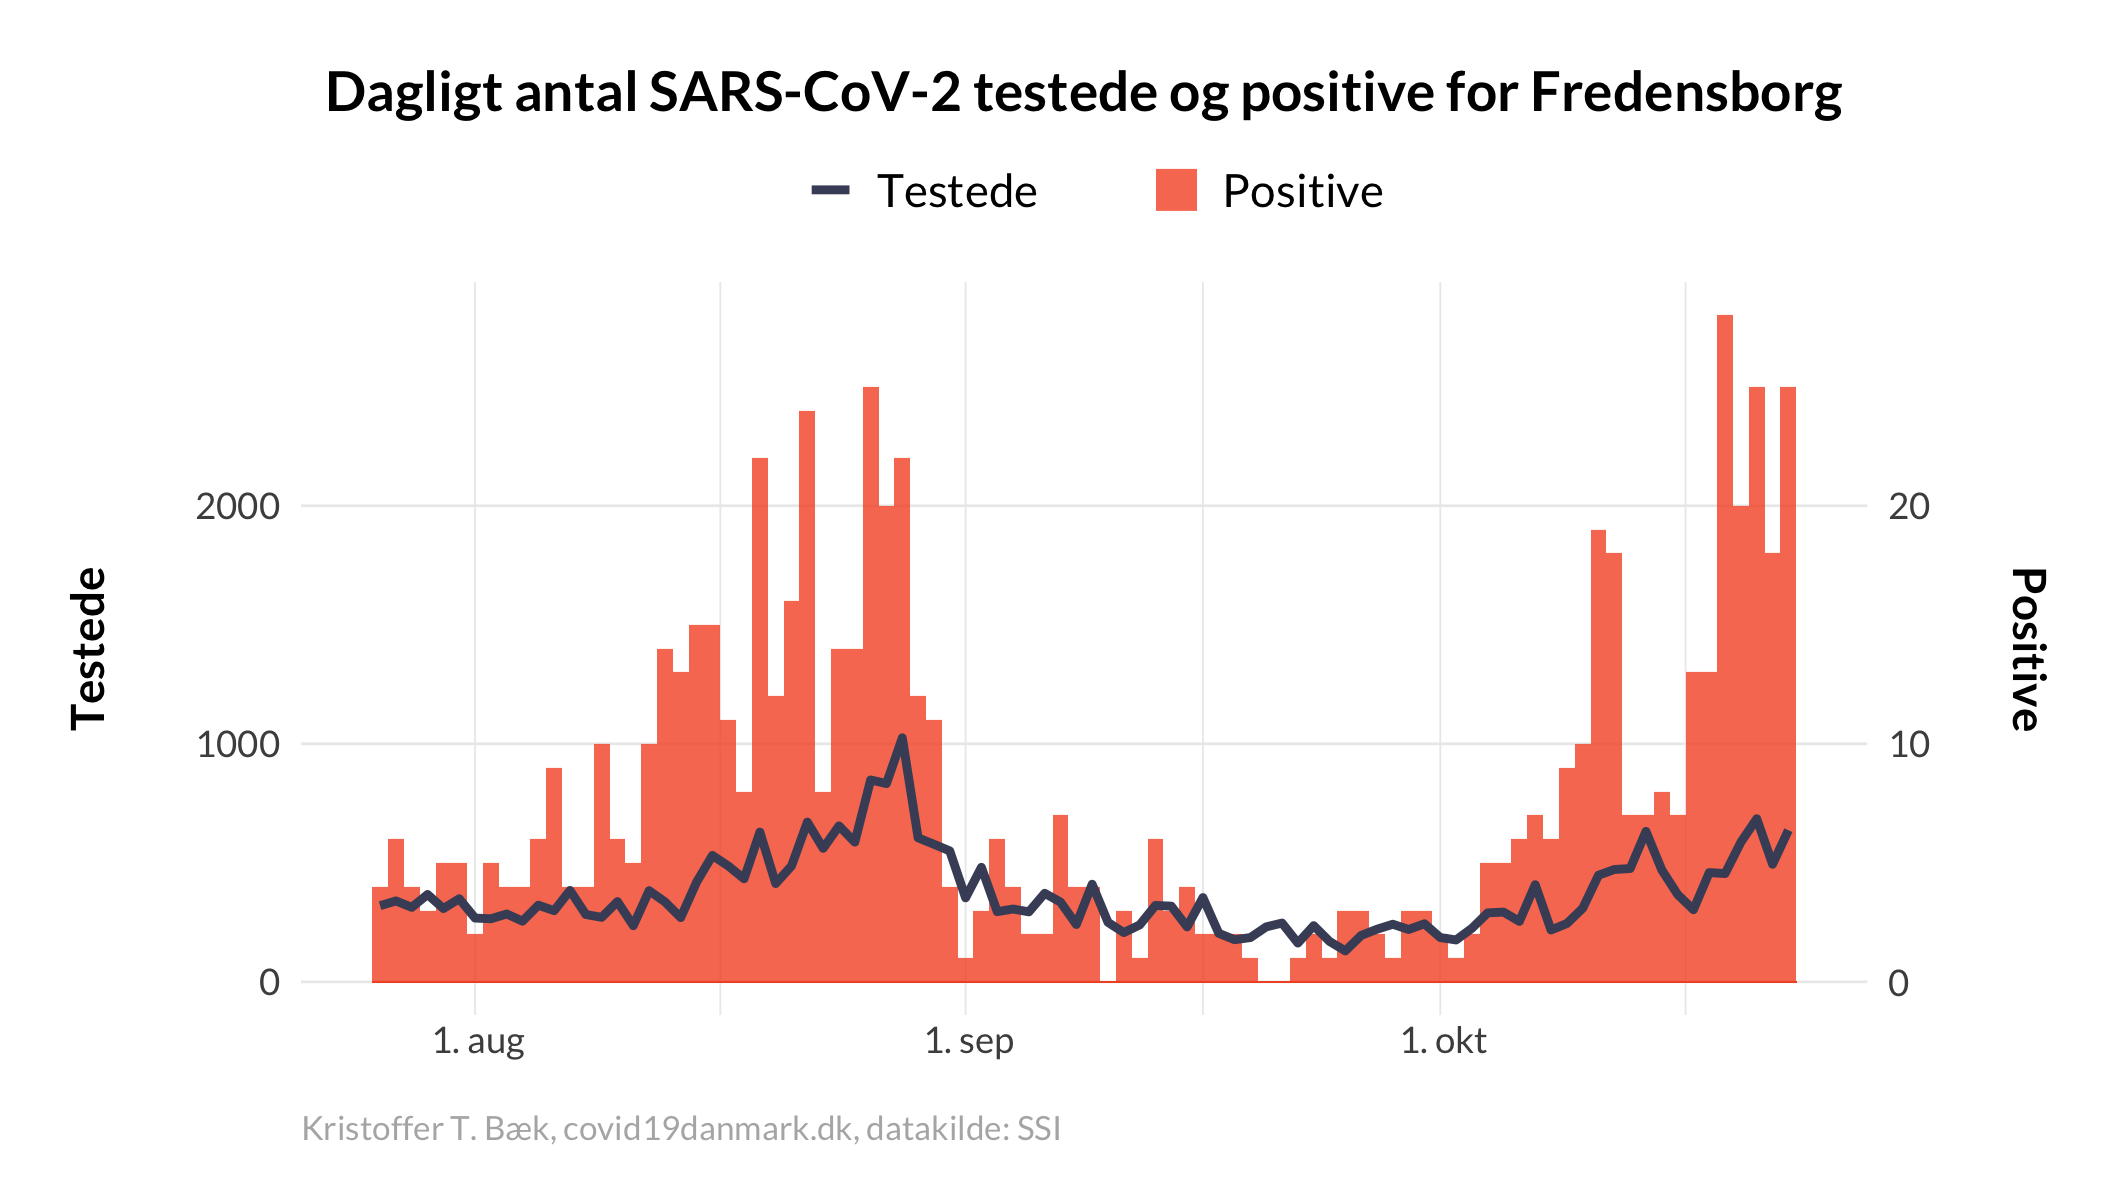 Dagligt antal SARS-CoV-2 testede og positive for Fredensborg
Testede
Positive
2000
1000
0
Testede
20
10
0
Positive
1. aug
1. sep
1. okt
Kristoffer T. Bæk, covid19danmark.dk, datakilde: SSI